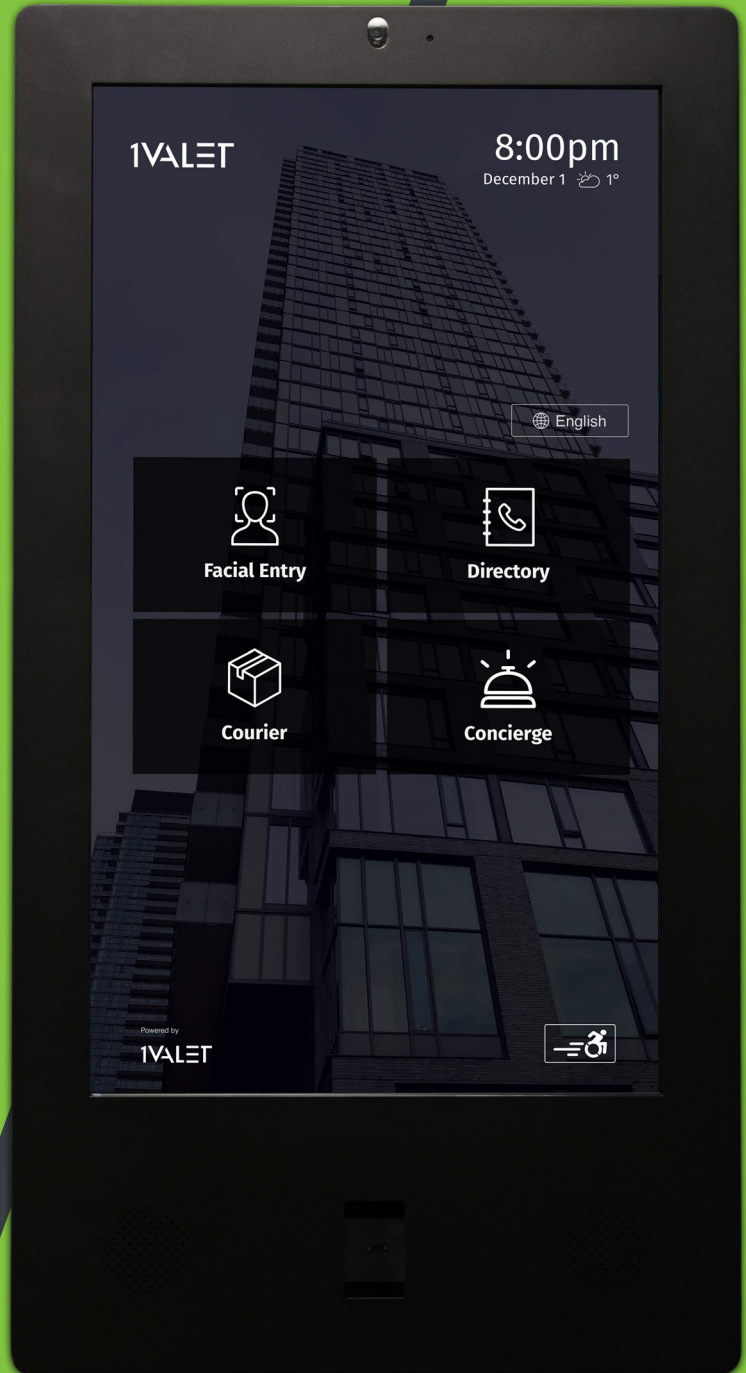 1VALET
8:00pm
December 1 1°
English
Facial Entry
Directory
Courier
Concierge
Powered by
1VALET